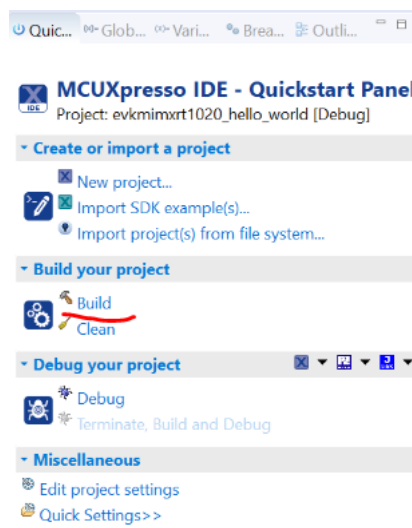 Quic... Glob... Vari... Brea... Outli...
MCUXpresso IDE - Quickstart Panel
IDE
Project: evkmimxrt1020_hello_world [Debug]
Create or import a project
New project...
Import SDK example(s)...
Import project(s) from file system...
Build your project
Build
Clean
Debug your project
Debug
Terminate, Build and Debug
Miscellaneous
Edit project settings
Quick Settings>>